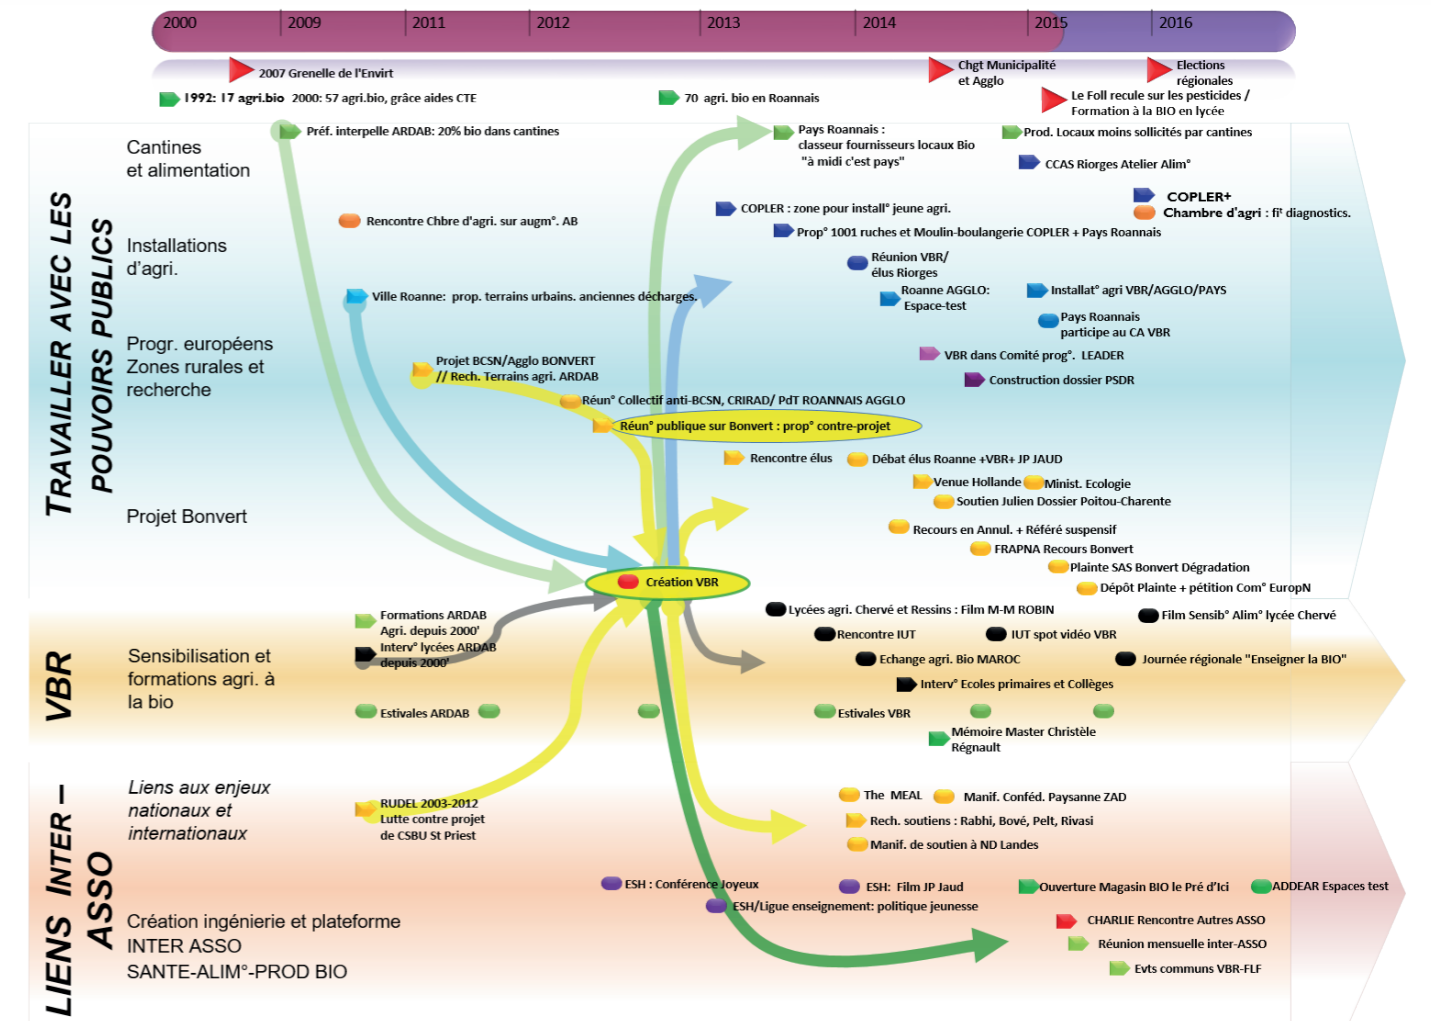 2000 2009 2011 2012 2013 2014 2015 2016
2007 Grenelle de l'Envirt
Chgt Municipalité
et Agglo
Elections
régionales
1992: 17 agri.bio 2000: 57 agri.bio, grâce aides CTE
70 agri. bio en Roannais
Le Foll recule sur les pesticides /
Formation à la BIO en lycée
TRAVAILLER AVEC LES
POUVOIRS PUBLICS
Cantines
et alimentation
Préf. interpelle ARDAB: 20% bio dans cantines
Pays Roannais :
classeur fournisseurs locaux Bio
"à midi c'est pays"
Prod. Locaux moins sollicités par cantines
CCAS Riorges Atelier Alim°
COPLER+
Chambre d'agri : fiᵗ diagnostics.
Installations
d'agri.
Rencontre Chbre d'agri. sur augm°. AB
COPLER : zone pour install° jeune agri.
Prop° 1001 ruches et Moulin-boulangerie COPLER + Pays Roannais
Réunion VBR/
élus Riorges
Ville Roanne: prop. terrains urbains. anciennes décharges.
Roanne AGGLO:
Espace-test
Installat° agri VBR/AGGLO/PAYS
Pays Roannais
participe au CA VBR
Progr. européens
Zones rurales et
recherche
VBR dans Comité prog°. LEADER
Construction dossier PSDR
Projet BCSN/Agglo BONVERT
// Rech. Terrains agri. ARDAB
Réun° Collectif anti-BCSN, CRIRAD/ PdT ROANNAIS AGGLO
Réun° publique sur Bonvert : prop° contre-projet
Projet Bonvert
Rencontre élus
Débat élus Roanne +VBR+ JP JAUD
Venue Hollande
Minist. Ecologie
Soutien Julien Dossier Poitou-Charente
Recours en Annul. + Référé suspensif
FRAPNA Recours Bonvert
Plainte SAS Bonvert Dégradation
Dépôt Plainte + pétition Com° EuropN
Création VBR
VBR
Sensibilisation et
formations agri. à
la bio
Formations ARDAB
Agri. depuis 2000'
Interv° lycées ARDAB
depuis 2000'
Lycées agri. Chervé et Ressins : Film M-M ROBIN
Film Sensib° Alim° lycée Chervé
Rencontre IUT
IUT spot vidéo VBR
Echange agri. Bio MAROC
Journée régionale "Enseigner la BIO"
Interv° Ecoles primaires et Collèges
Estivales ARDAB
Estivales VBR
Mémoire Master Christèle
Régnault
LIENS INTER –
ASSO
Liens aux enjeux
nationaux et
internationaux
RUDEL 2003-2012
Lutte contre projet
de CSBU St Priest
The MEAL
Manif. Conféd. Paysanne ZAD
Rech. soutiens : Rabhi, Bové, Pelt, Rivasi
Manif. de soutien à ND Landes
Création ingénierie et plateforme
INTER ASSO
SANTE-ALIM°-PROD BIO
ESH : Conférence Joyeux
ESH: Film JP Jaud
Ouverture Magasin BIO le Pré d'Ici
ADDEAR Espaces test
ESH/Ligue enseignement: politique jeunesse
CHARLIE Rencontre Autres ASSO
Réunion mensuelle inter-ASSO
Evts communs VBR-FLF